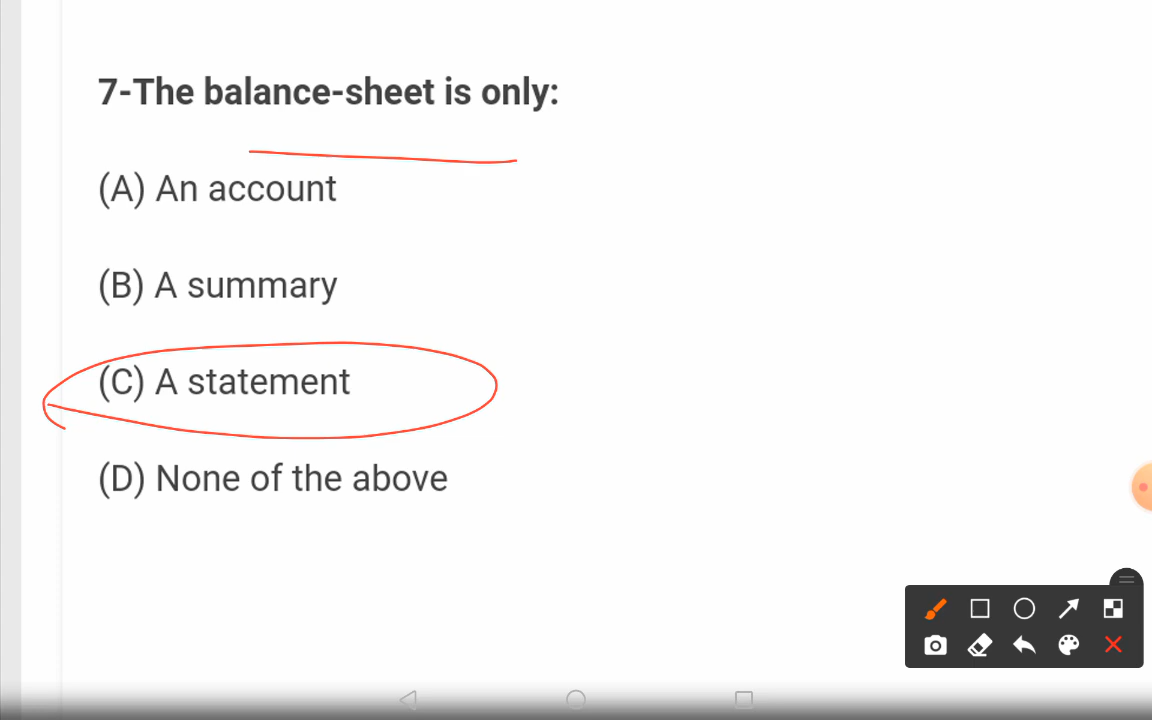 7-The balance-sheet is only:
(A) An account
(B) A summary
(C) A statement
(D) None of the above